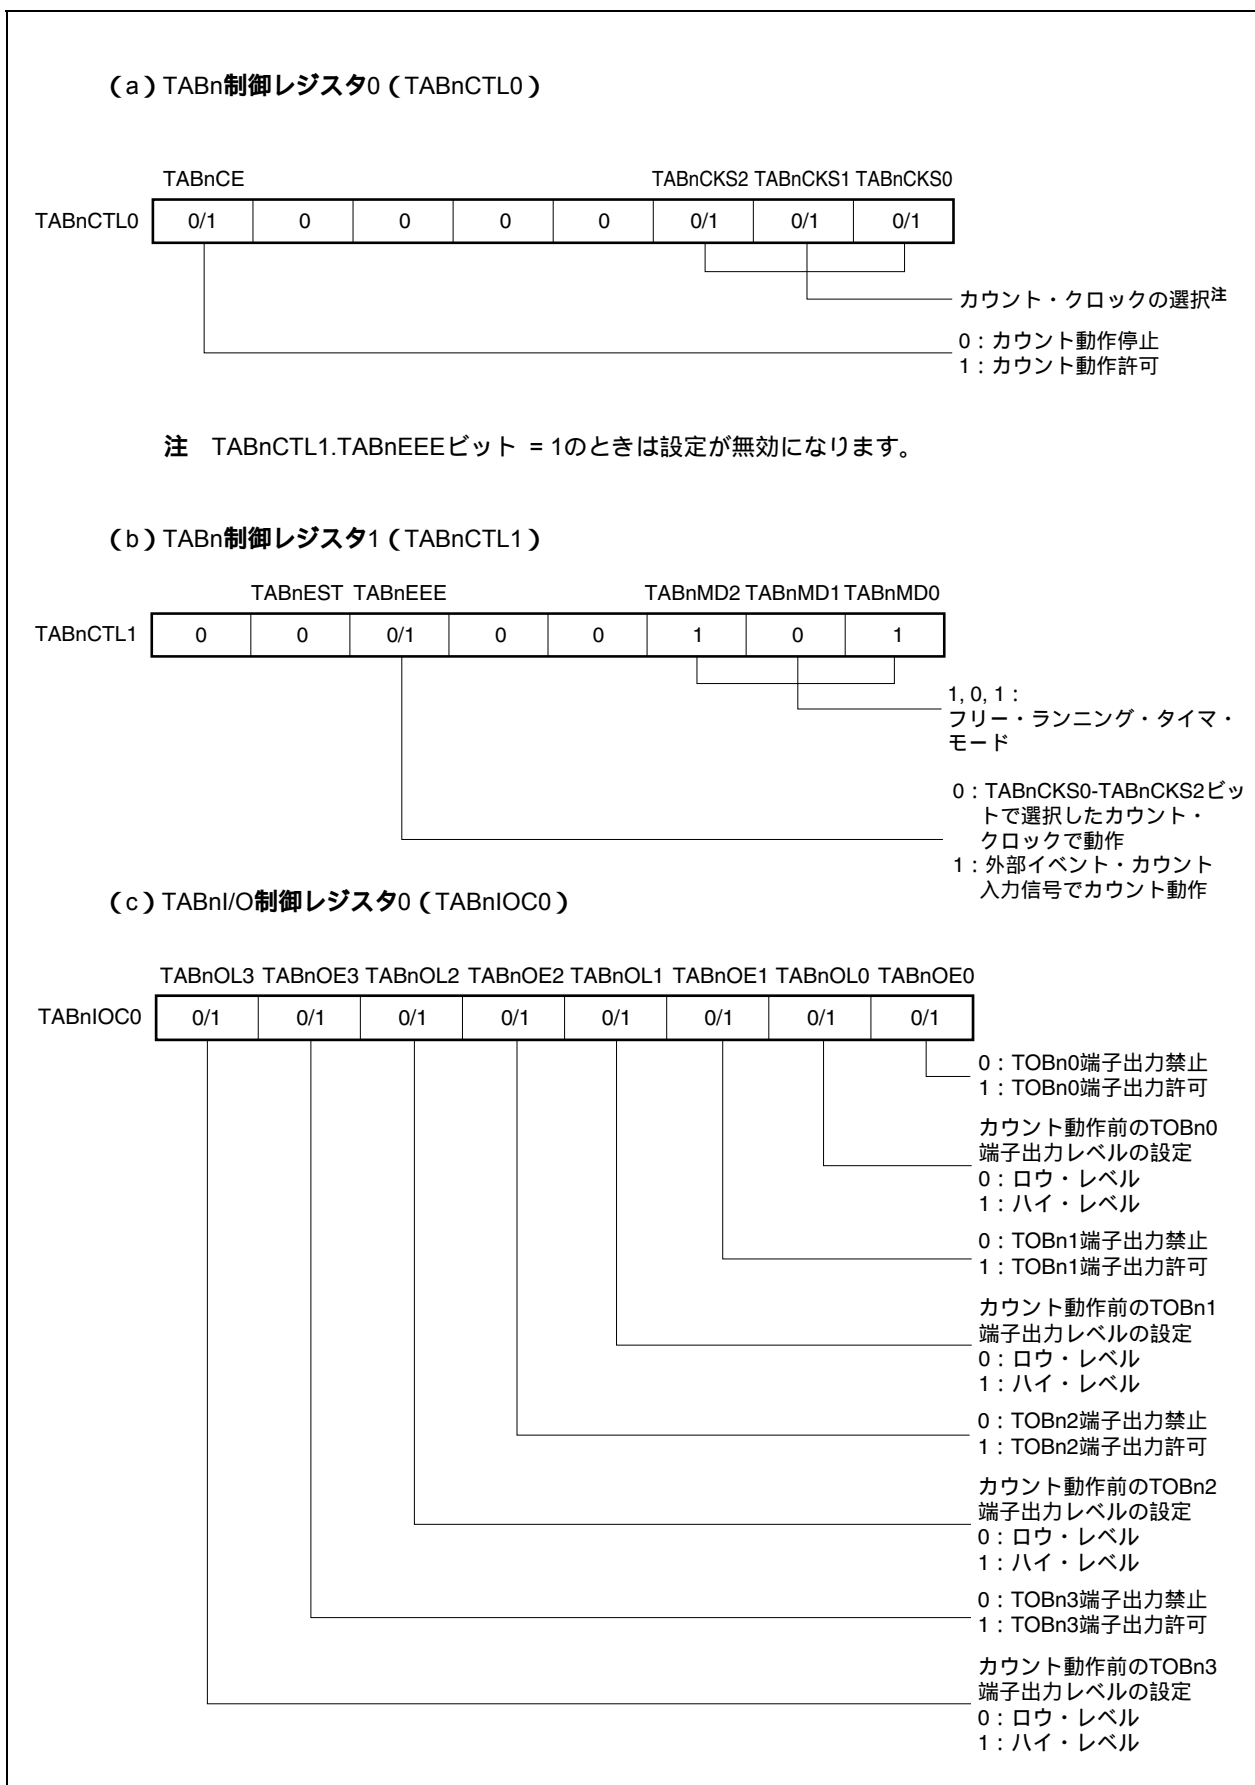 (a)TABn制御レジスタ0(TABnCTL0)
TABnCE TABnCKS2 TABnCKS1 TABnCKS0
TABnCTL0 0/1 0 0 0 0 0/1 0/1 0/1
カウント・クロックの選択注
0：カウント動作停止
1：カウント動作許可
注 TABnCTL1.TABnEEEビット = 1のときは設定が無効になります。
(b)TABn制御レジスタ1(TABnCTL1)
TABnEST TABnEEE TABnMD2 TABnMD1 TABnMD0
TABnCTL1 0 0 0/1 0 0 1 0 1
1, 0, 1：
フリー・ランニング・タイマ・
モード
0：TABnCKS0-TABnCKS2ビッ
トで選択したカウント・
クロックで動作
1：外部イベント・カウント
入力信号でカウント動作
(c)TABnI/O制御レジスタ0(TABnIOC0)
TABnOL3 TABnOE3 TABnOL2 TABnOE2 TABnOL1 TABnOE1 TABnOL0 TABnOE0
TABnIOC0 0/1 0/1 0/1 0/1 0/1 0/1 0/1 0/1
0：TOBn0端子出力禁止
1：TOBn0端子出力許可
カウント動作前のTOBn0
端子出力レベルの設定
0：ロウ・レベル
1：ハイ・レベル
0：TOBn1端子出力禁止
1：TOBn1端子出力許可
カウント動作前のTOBn1
端子出力レベルの設定
0：ロウ・レベル
1：ハイ・レベル
0：TOBn2端子出力禁止
1：TOBn2端子出力許可
カウント動作前のTOBn2
端子出力レベルの設定
0：ロウ・レベル
1：ハイ・レベル
0：TOBn3端子出力禁止
1：TOBn3端子出力許可
カウント動作前のTOBn3
端子出力レベルの設定
0：ロウ・レベル
1：ハイ・レベル